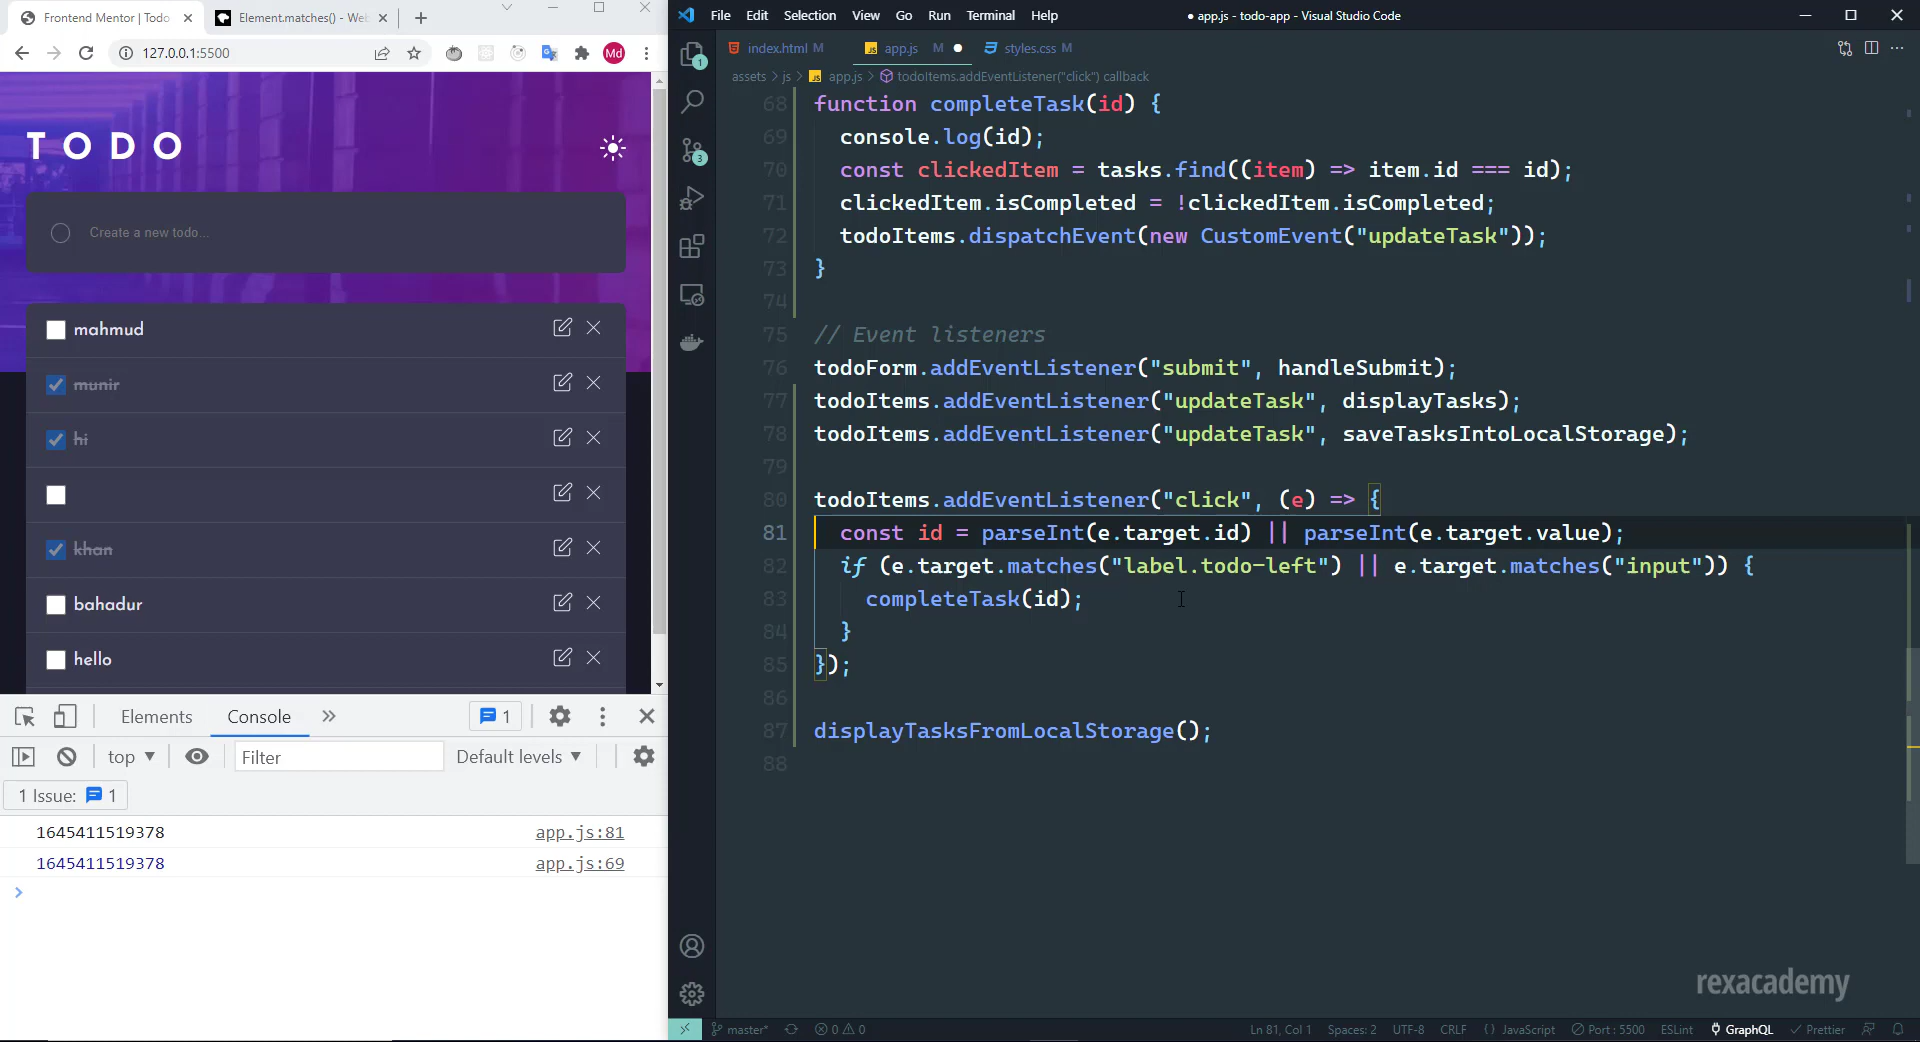 Frontend Mentor | Todo
Element.matches() - Web
127.0.0.1:5500
Md
TODO
Create a new todo...
mahmud
munir
hi
khan
bahadur
hello
Elements
Console
1
top
Filter
Default levels
1 Issue:
1
1645411519378
app.js:81
1645411519378
app.js:69
File
Edit
Selection
View
Go
Run
Terminal
Help
● app.js - todo-app - Visual Studio Code
1
3
index.html M
app.js M
styles.css M
assets > js > app.js > todoItems.addEventListener("click") callback
68 function completeTask(id) {
69 console.log(id);
70 const clickedItem = tasks.find((item) => item.id === id);
71 clickedItem.isCompleted = !clickedItem.isCompleted;
72 todoItems.dispatchEvent(new CustomEvent("updateTask"));
73 }
74
75 // Event listeners
76 todoForm.addEventListener("submit", handleSubmit);
77 todoItems.addEventListener("updateTask", displayTasks);
78 todoItems.addEventListener("updateTask", saveTasksIntoLocalStorage);
79
80 todoItems.addEventListener("click", (e) => {
81 const id = parseInt(e.target.id) || parseInt(e.target.value);
82 if (e.target.matches("label.todo-left") || e.target.matches("input")) {
83 completeTask(id);
84 }
85 });
86
87 displayTasksFromLocalStorage();
88
rexacademy
master*
0
0
Ln 81, Col 1
Spaces: 2
UTF-8
CRLF
{} JavaScript
Port : 5500
ESLint
GraphQL
Prettier